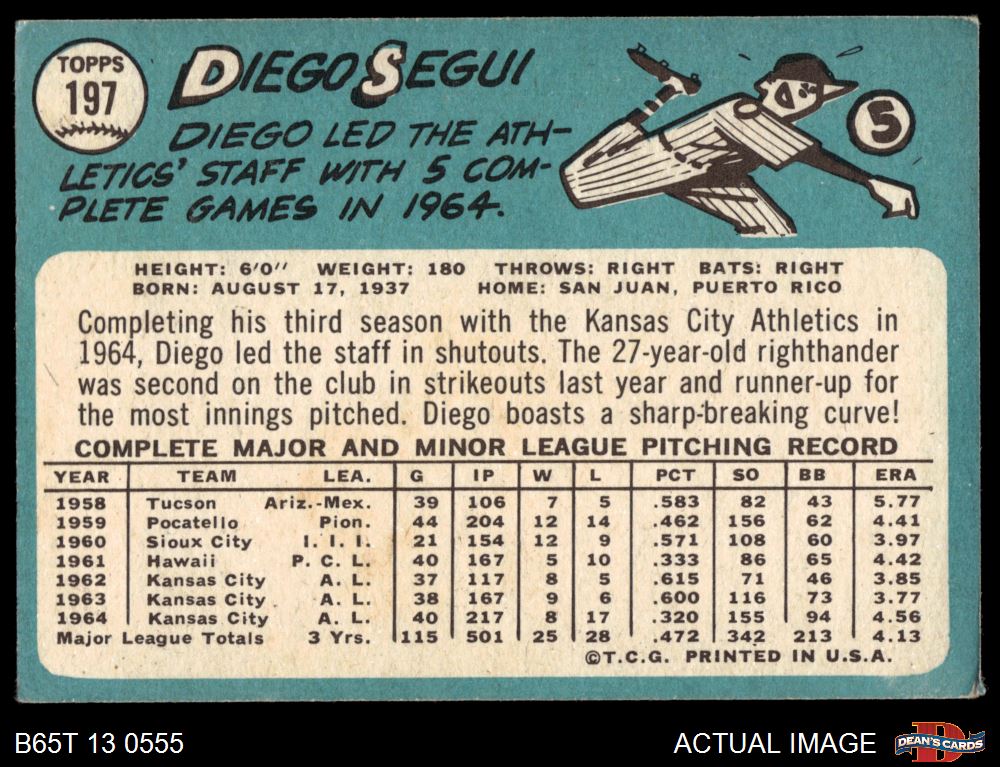 TOPPS
197
DIEGO SEGUI
DIEGO LED THE ATH-
LETICS' STAFF WITH 5 COM-
PLETE GAMES IN 1964.
5
HEIGHT: 6'0" WEIGHT: 180 THROWS: RIGHT BATS: RIGHT
BORN: AUGUST 17, 1937 HOME: SAN JUAN, PUERTO RICO
Completing his third season with the Kansas City Athletics in
1964, Diego led the staff in shutouts. The 27-year-old righthander
was second on the club in strikeouts last year and runner-up for
the most innings pitched. Diego boasts a sharp-breaking curve!
COMPLETE MAJOR AND MINOR LEAGUE PITCHING RECORD
YEAR TEAM LEA. G IP W L PCT SO BB ERA
1958 Tucson Ariz.-Mex. 39 106 7 5 .583 82 43 5.77
1959 Pocatello Pion. 44 204 12 14 .462 156 62 4.41
1960 Sioux City I. I. I. 21 154 12 9 .571 108 60 3.97
1961 Hawaii P. C. L. 40 167 5 10 .333 86 65 4.42
1962 Kansas City A. L. 37 117 8 5 .615 71 46 3.85
1963 Kansas City A. L. 38 167 9 6 .600 116 73 3.77
1964 Kansas City A. L. 40 217 8 17 .320 155 94 4.56
Major League Totals 3 Yrs. 115 501 25 28 .472 342 213 4.13
©T.C.G. PRINTED IN U.S.A.
B65T 13 0555
ACTUAL IMAGE
D
DEAN'S CARDS